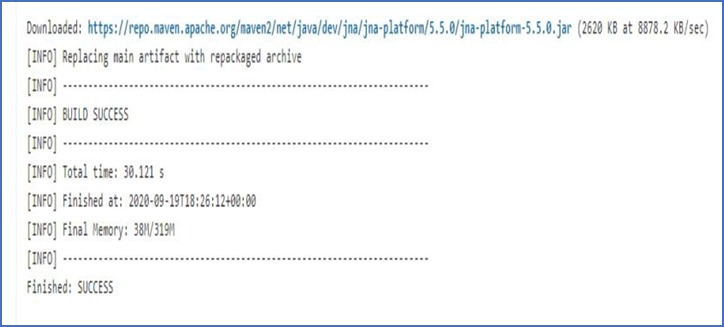 Downloaded: https://repo.maven.apache.org/maven2/net/java/dev/jna/jna-platform/5.5.0/jna-platform-5.5.0.jar (2620 KB at 8878.2 KB/sec)
[INFO] Replacing main artifact with repackaged archive
[INFO] ------------------------------------------------------------------------
[INFO] BUILD SUCCESS
[INFO] ------------------------------------------------------------------------
[INFO] Total time: 30.121 s
[INFO] Finished at: 2020-09-19T18:26:12+00:00
[INFO] Final Memory: 38M/319M
[INFO] ------------------------------------------------------------------------
Finished: SUCCESS